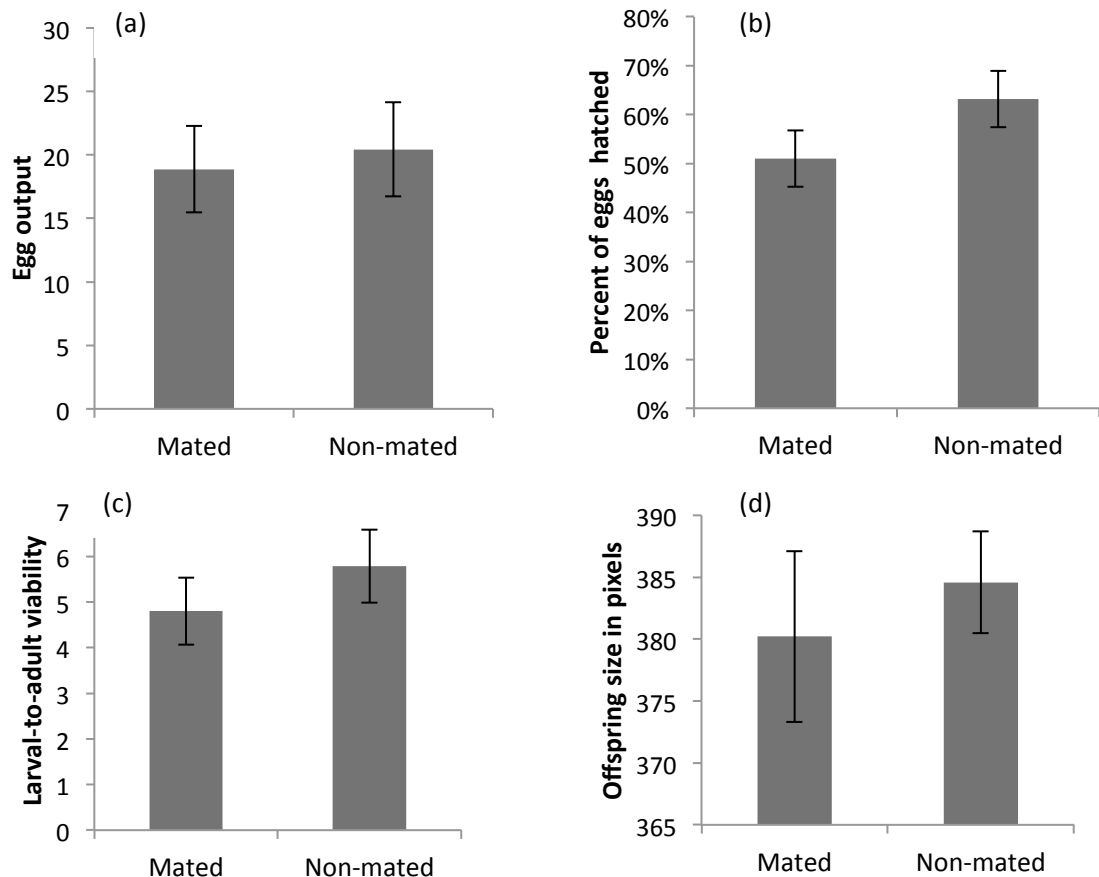 (a)
30
25
20
15
10
5
0
Egg output
Mated Non-mated
(b)
80%
70%
60%
50%
40%
30%
20%
10%
0%
Percent of eggs hatched
Mated Non-mated
(c)
7
6
5
4
3
2
1
0
Larval-to-adult viability
Mated Non-mated
(d)
390
385
380
375
370
365
Offspring size in pixels
Mated Non-mated